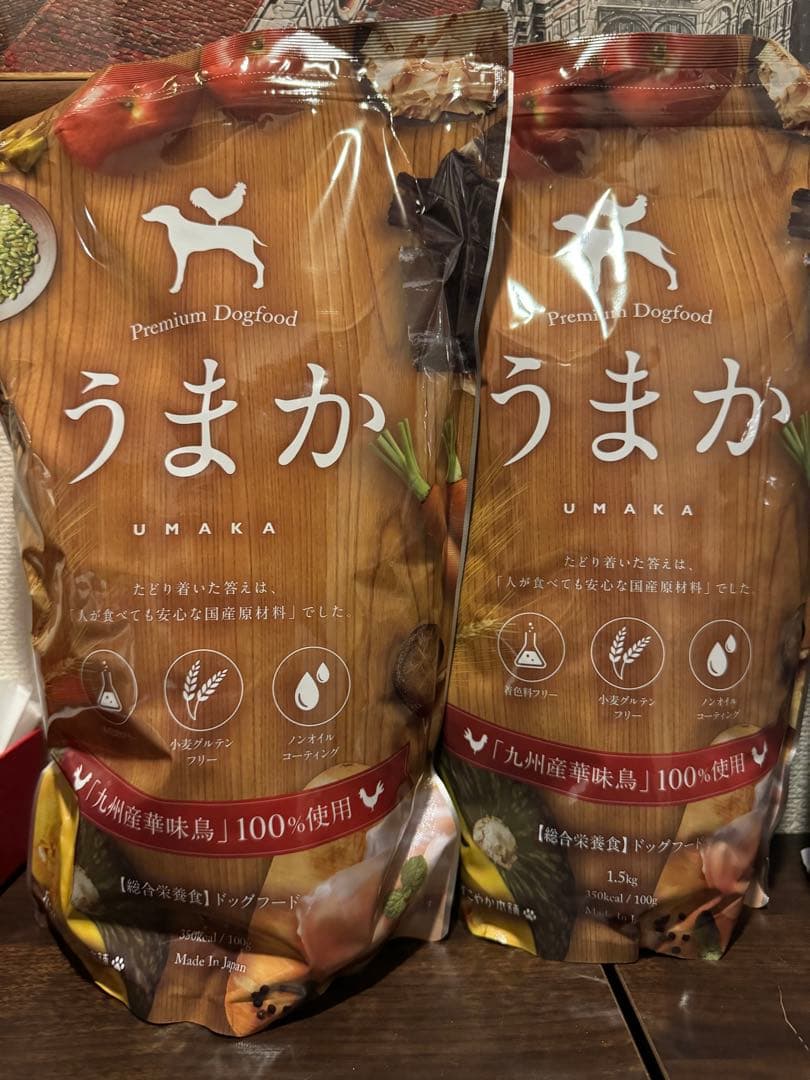 Premium Dogfood
うまか
UMAKA
たどり着いた答えは、
「人が食べても安心な国産原材料」でした。
小麦グルテン
フリー
ノンオイル
コーティング
「九州産華味鳥」100%使用
【総合栄養食】ドッグフード
350kcal / 100g
Made In Japan
Premium Dogfood
うまか
UMAKA
たどり着いた答えは、
「人が食べても安心な国産原材料」でした。
着色料フリー
小麦グルテン
フリー
ノンオイル
コーティング
「九州産華味鳥」100%使用
【総合栄養食】ドッグフード
1.5kg
350kcal / 100g
Made In
すこやか本舗